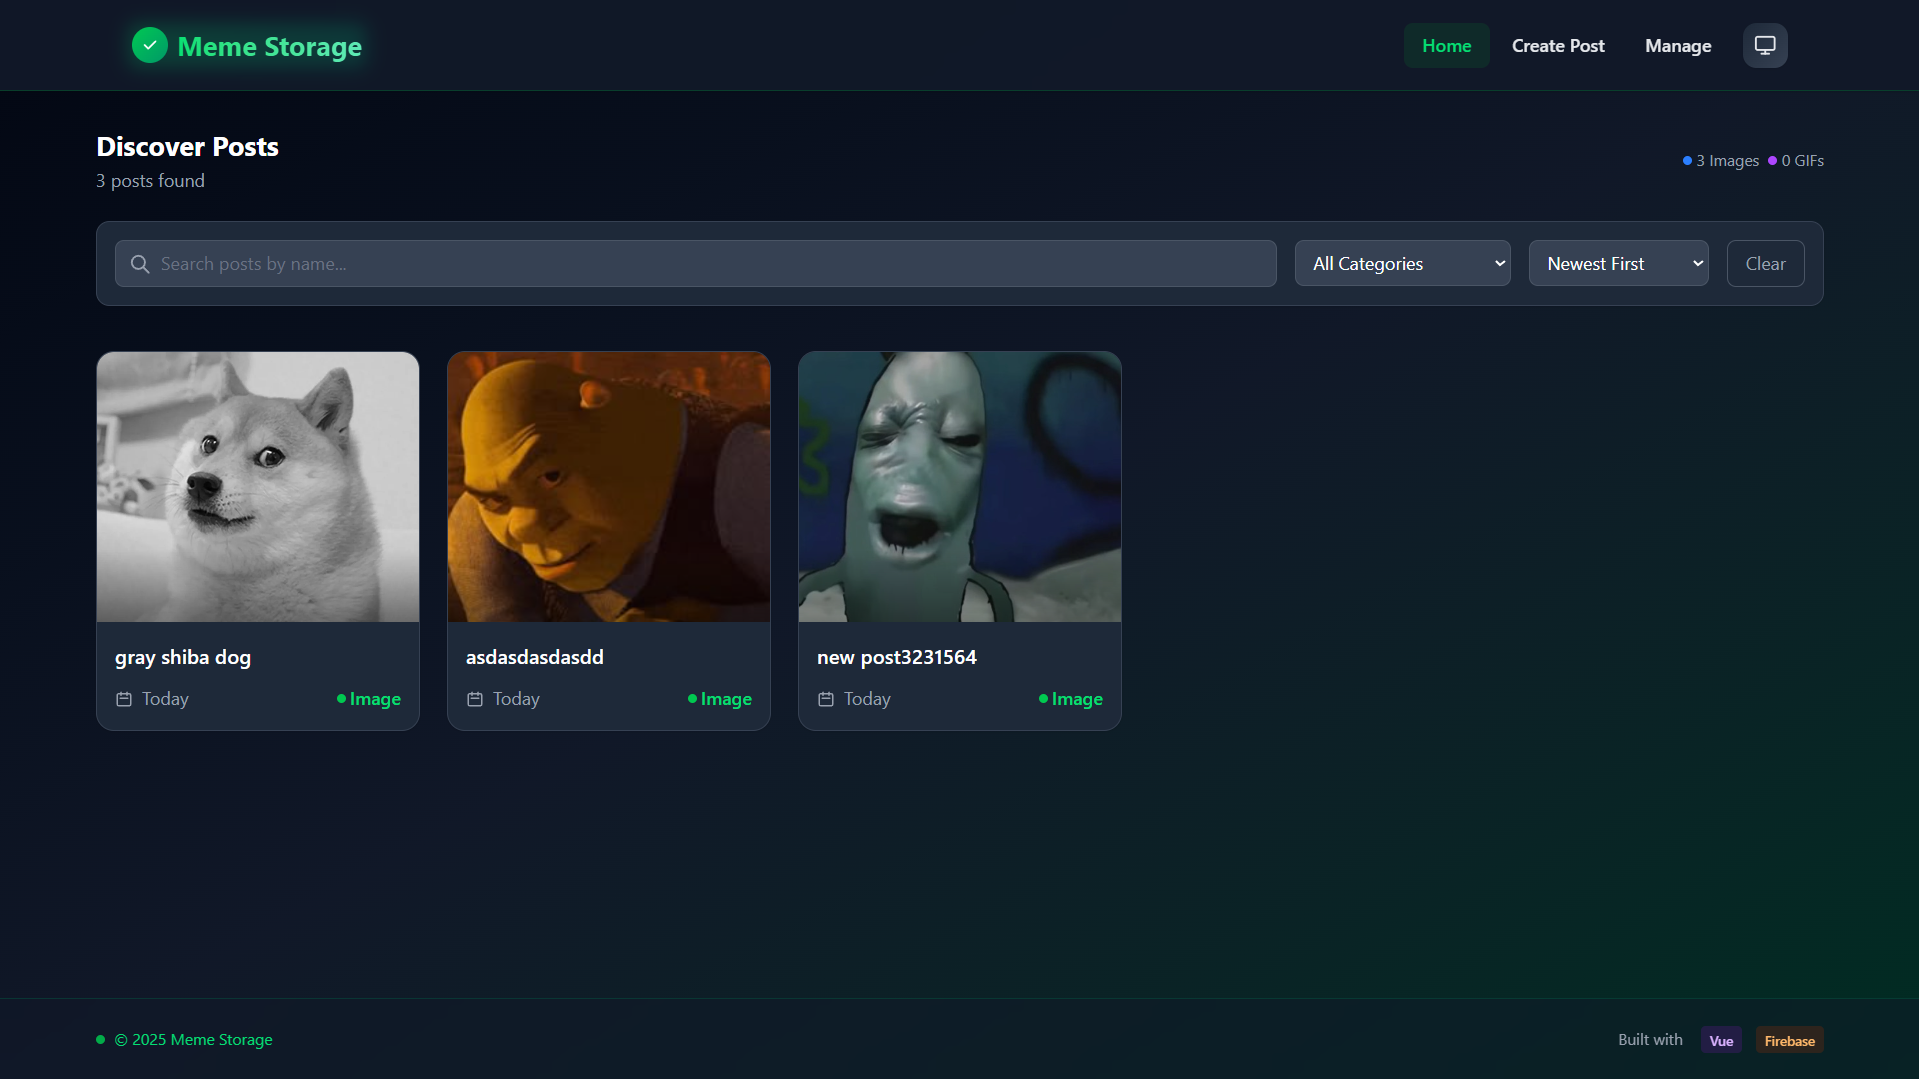 Meme Storage
Home Create Post Manage
Discover Posts
3 posts found
3 Images 0 GIFs
Search posts by name...
All Categories
Newest First
Clear
gray shiba dog
Today Image
asdasdasdasdd
Today Image
new post3231564
Today Image
© 2025 Meme Storage
Built with Vue Firebase